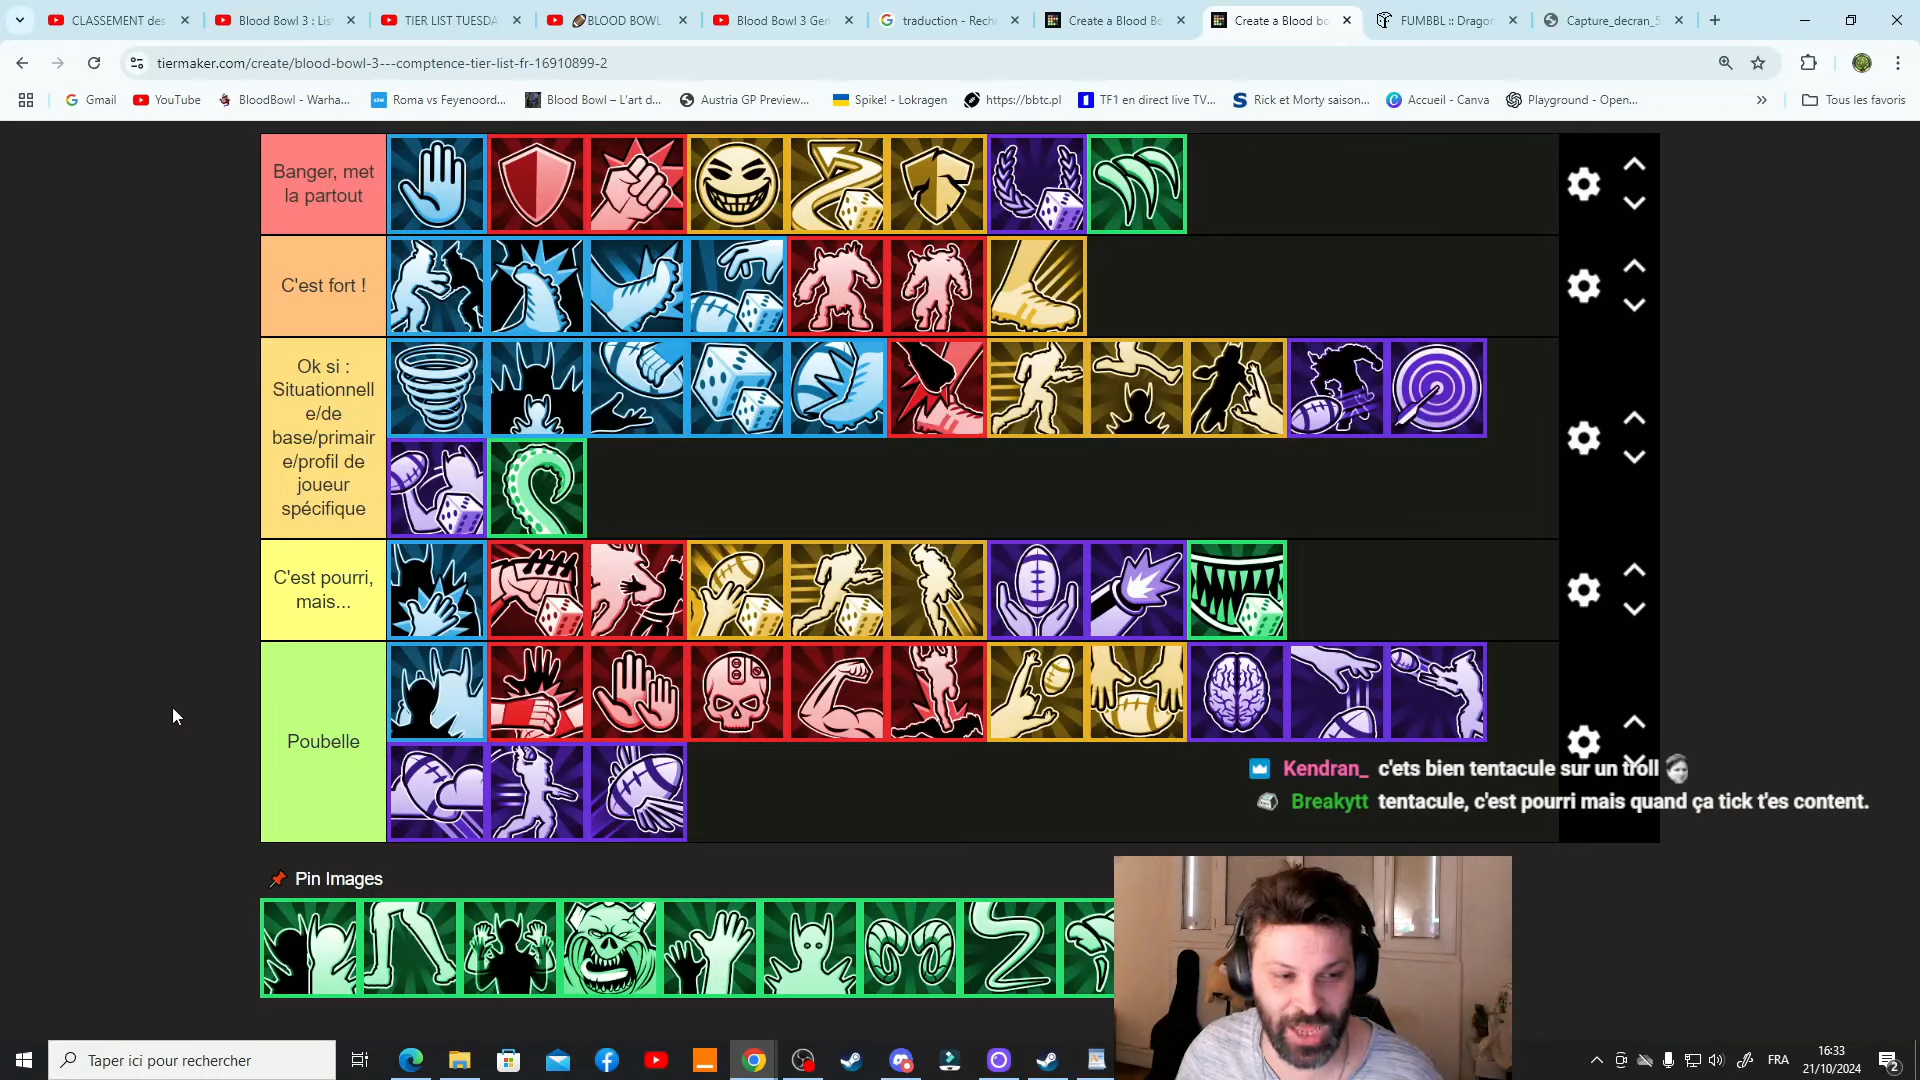 CLASSEMENT des
Blood Bowl 3 : Lis
TIER LIST TUESDA
🏈BLOOD BOWL
Blood Bowl 3 Gen
traduction - Rech
Create a Blood Bo
Create a Blood bo
FUMBBL :: Drago
Capture_decran_5
tiermaker.com/create/blood-bowl-3---comptence-tier-list-fr-16910899-2
Gmail
YouTube
BloodBowl - Warha...
Roma vs Feyenoord...
Blood Bowl – L'art d...
Austria GP Preview...
Spike! - Lokragen
https://bbtc.pl
TF1 en direct live TV...
Rick et Morty saison...
Accueil - Canva
Playground - Open...
Tous les favoris
Banger, met
la partout
C'est fort !
Ok si :
Situationnell
e/de
base/primair
e/profil de
joueur
spécifique
C'est pourri,
mais...
Poubelle
Kendran_ c'ets bien tentacule sur un troll
Breakytt tentacule, c'est pourri mais quand ça tick t'es content.
📌 Pin Images
Taper ici pour rechercher
FRA
16:33
21/10/2024
2